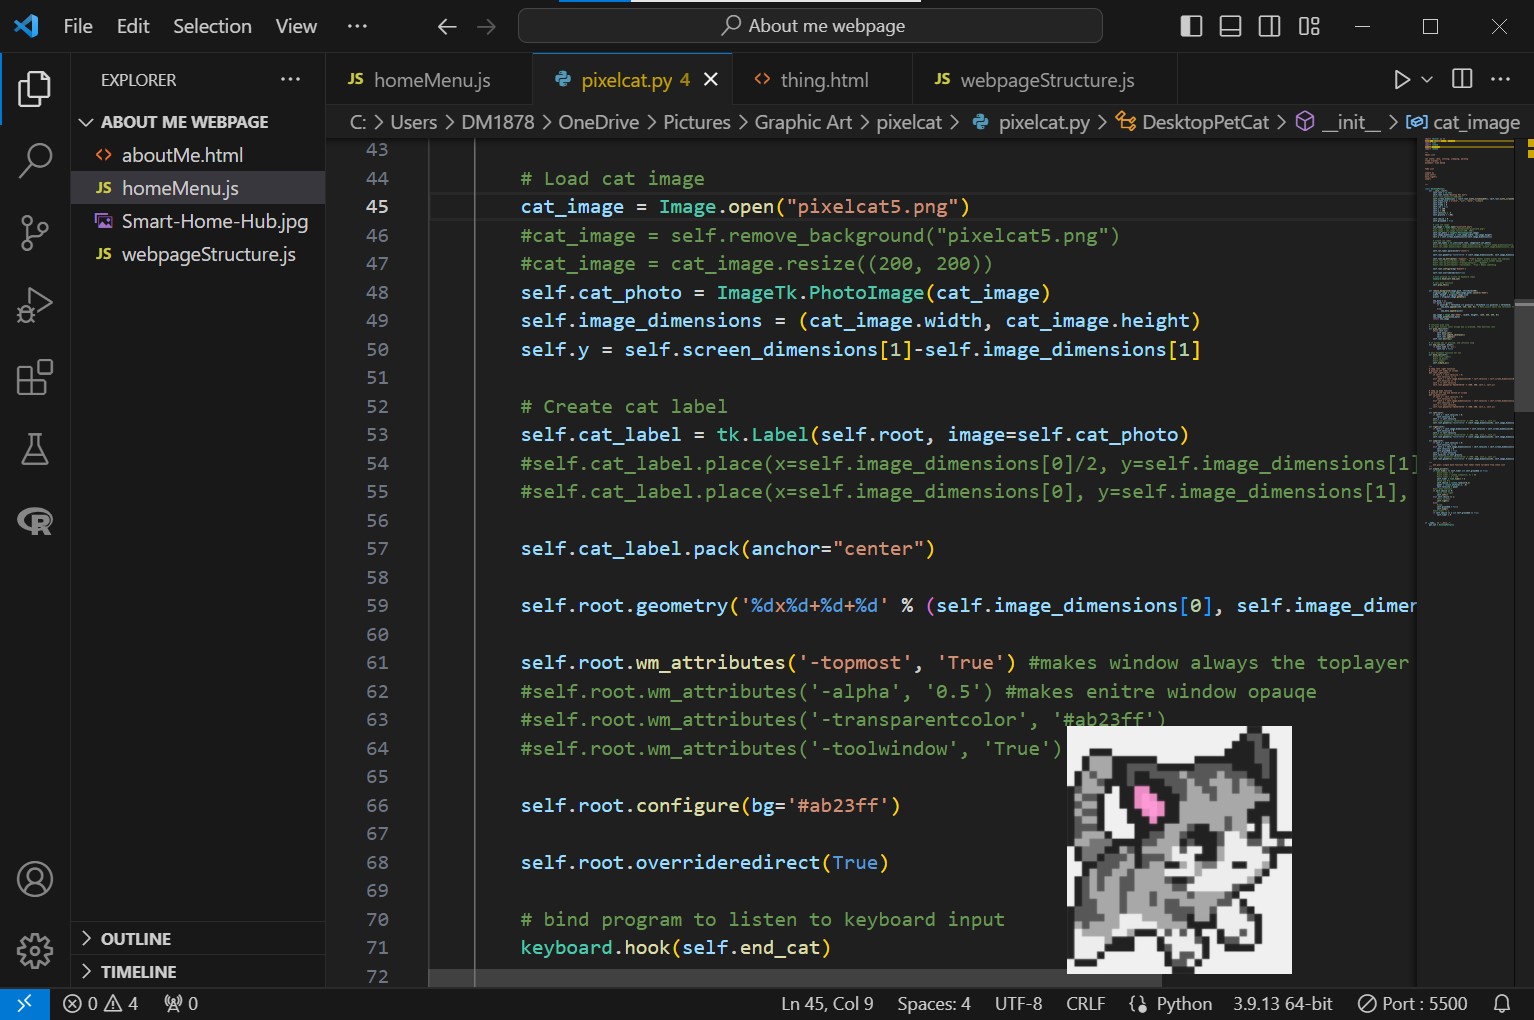 File Edit Selection View ··· About me webpage
EXPLORER ···
JS homeMenu.js
pixelcat.py 4
<> thing.html
JS webpageStructure.js
C: > Users > DM1878 > OneDrive > Pictures > Graphic Art > pixelcat > pixelcat.py > DesktopPetCat > __init__ > cat_image
ABOUT ME WEBPAGE
<> aboutMe.html
JS homeMenu.js
Smart-Home-Hub.jpg
JS webpageStructure.js
OUTLINE
TIMELINE
43
44 # Load cat image
45 cat_image = Image.open("pixelcat5.png")
46 #cat_image = self.remove_background("pixelcat5.png")
47 #cat_image = cat_image.resize((200, 200))
48 self.cat_photo = ImageTk.PhotoImage(cat_image)
49 self.image_dimensions = (cat_image.width, cat_image.height)
50 self.y = self.screen_dimensions[1]-self.image_dimensions[1]
51
52 # Create cat label
53 self.cat_label = tk.Label(self.root, image=self.cat_photo)
54 #self.cat_label.place(x=self.image_dimensions[0]/2, y=self.image_dimensions[1]
55 #self.cat_label.place(x=self.image_dimensions[0], y=self.image_dimensions[1],
56
57 self.cat_label.pack(anchor="center")
58
59 self.root.geometry('%dx%d+%d+%d' % (self.image_dimensions[0], self.image_dimer
60
61 self.root.wm_attributes('-topmost', 'True') #makes window always the toplayer
62 #self.root.wm_attributes('-alpha', '0.5') #makes enitre window opauqe
63 #self.root.wm_attributes('-transparentcolor', '#ab23ff')
64 #self.root.wm_attributes('-toolwindow', 'True')
65
66 self.root.configure(bg='#ab23ff')
67
68 self.root.overrideredirect(True)
69
70 # bind program to listen to keyboard input
71 keyboard.hook(self.end_cat)
72
0 4 0 Ln 45, Col 9 Spaces: 4 UTF-8 CRLF Python 3.9.13 64-bit Port : 5500